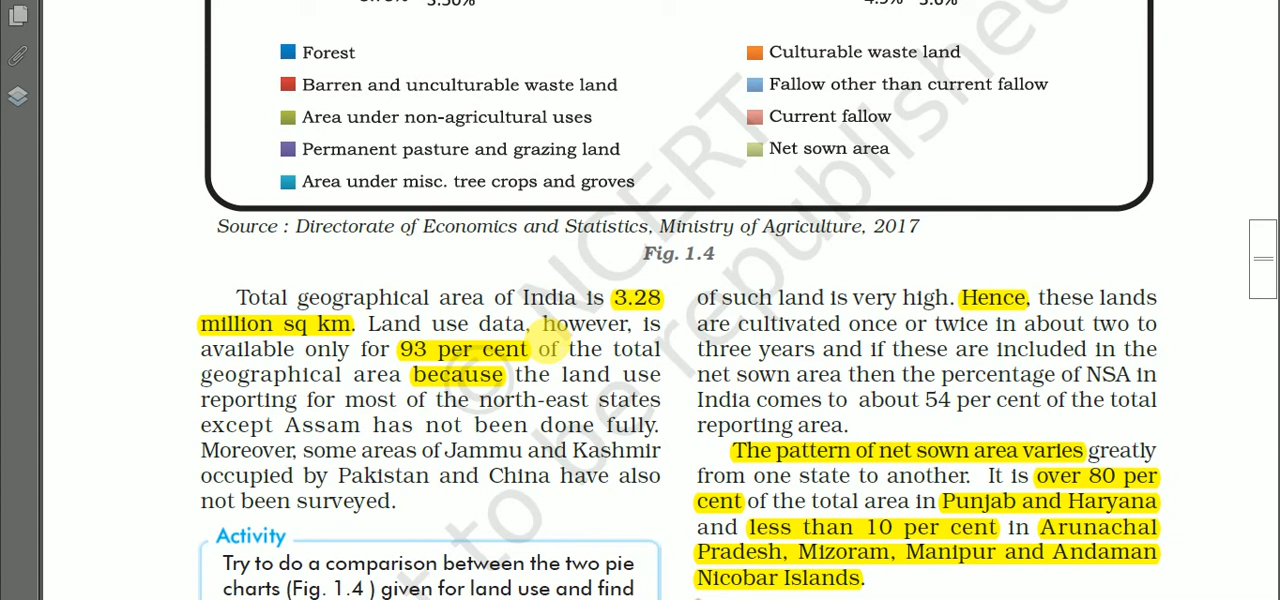 Forest
Barren and unculturable waste land
Area under non-agricultural uses
Permanent pasture and grazing land
Area under misc. tree crops and groves
Culturable waste land
Fallow other than current fallow
Current fallow
Net sown area
Source : Directorate of Economics and Statistics, Ministry of Agriculture, 2017
Fig. 1.4
Total geographical area of India is 3.28
million sq km. Land use data, however, is
available only for 93 per cent of the total
geographical area because the land use
reporting for most of the north-east states
except Assam has not been done fully.
Moreover, some areas of Jammu and Kashmir
occupied by Pakistan and China have also
not been surveyed.
Activity
Try to do a comparison between the two pie
charts (Fig. 1.4 ) given for land use and find
of such land is very high. Hence, these lands
are cultivated once or twice in about two to
three years and if these are included in the
net sown area then the percentage of NSA in
India comes to about 54 per cent of the total
reporting area.
The pattern of net sown area varies greatly
from one state to another. It is over 80 per
cent of the total area in Punjab and Haryana
and less than 10 per cent in Arunachal
Pradesh, Mizoram, Manipur and Andaman
Nicobar Islands.
© NCERT
to be republished